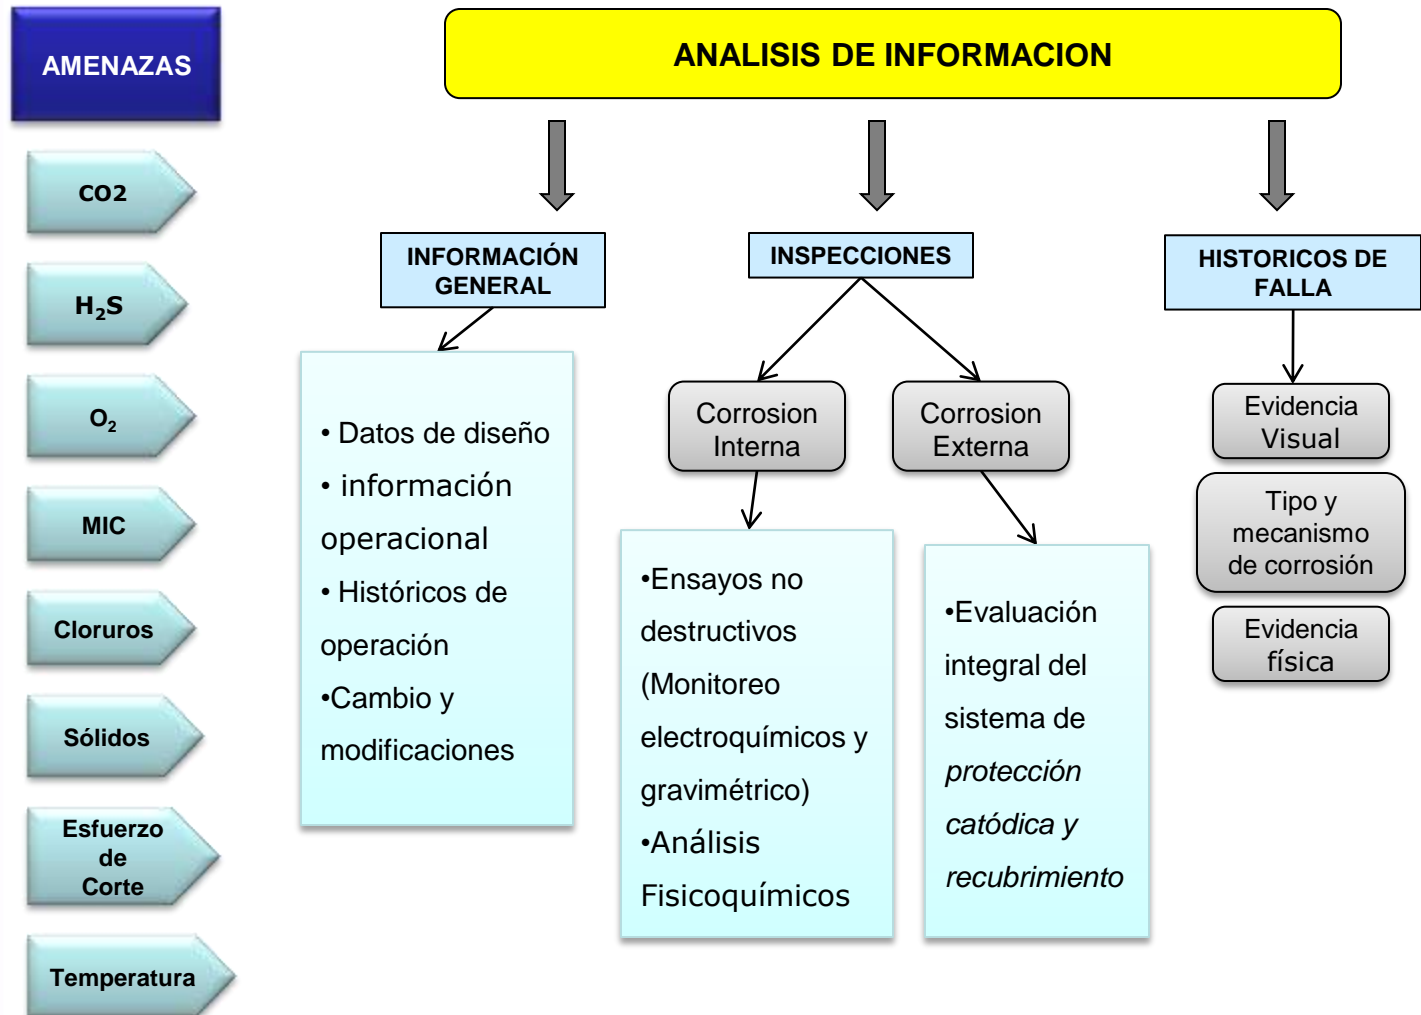 AMENAZAS
CO2
H₂S
O₂
MIC
Cloruros
Sólidos
Esfuerzo
de
Corte
Temperatura
ANALISIS DE INFORMACION
INFORMACIÓN
GENERAL
• Datos de diseño
• información
operacional
• Históricos de
operación
•Cambio y
modificaciones
INSPECCIONES
Corrosion
Interna
•Ensayos no
destructivos
(Monitoreo
electroquímicos y
gravimétrico)
•Análisis
Fisicoquímicos
Corrosion
Externa
•Evaluación
integral del
sistema de
protección
catódica y
recubrimiento
HISTORICOS DE
FALLA
Evidencia
Visual
Tipo y
mecanismo
de corrosión
Evidencia
física